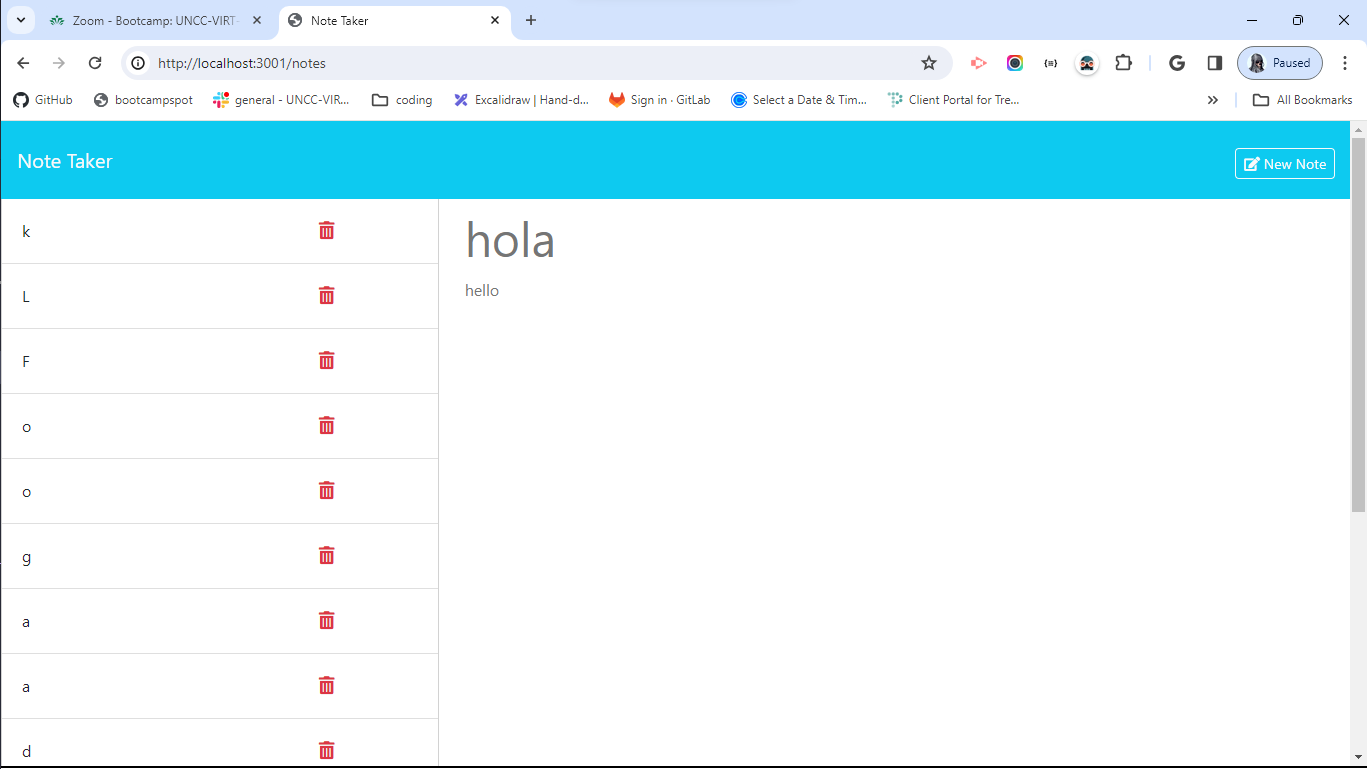 Zoom - Bootcamp: UNCC-VIRT-
Note Taker
http://localhost:3001/notes
Paused
GitHub
bootcampspot
general - UNCC-VIR...
coding
Excalidraw | Hand-d...
Sign in · GitLab
Select a Date & Tim...
Client Portal for Tre...
All Bookmarks
Note Taker
New Note
k
L
F
o
o
g
a
a
d
hola
hello